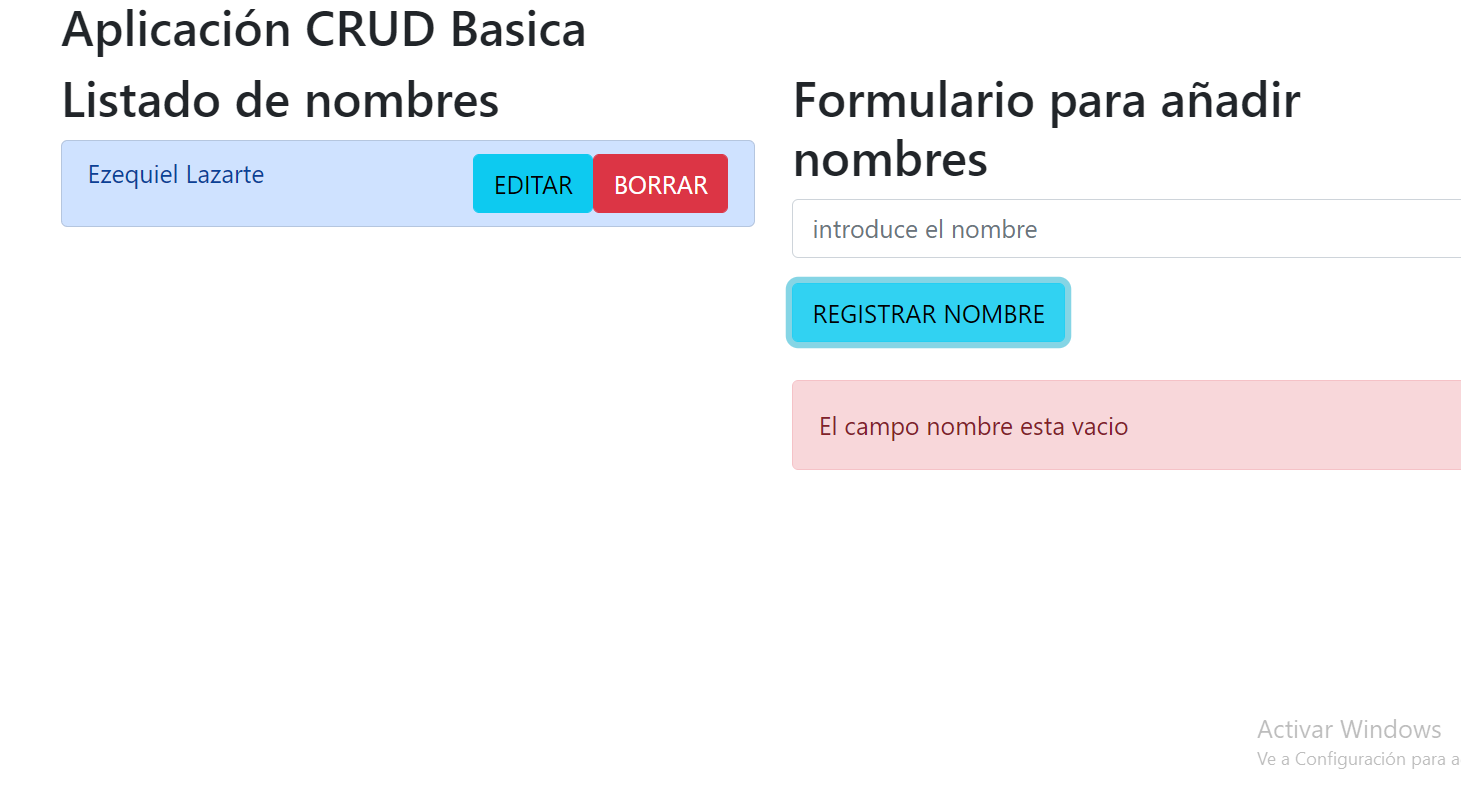 Aplicación CRUD Basica
Listado de nombres
Ezequiel Lazarte
EDITAR
BORRAR
Formulario para añadir
nombres
introduce el nombre
REGISTRAR NOMBRE
El campo nombre esta vacio
Activar Windows
Ve a Configuración para a